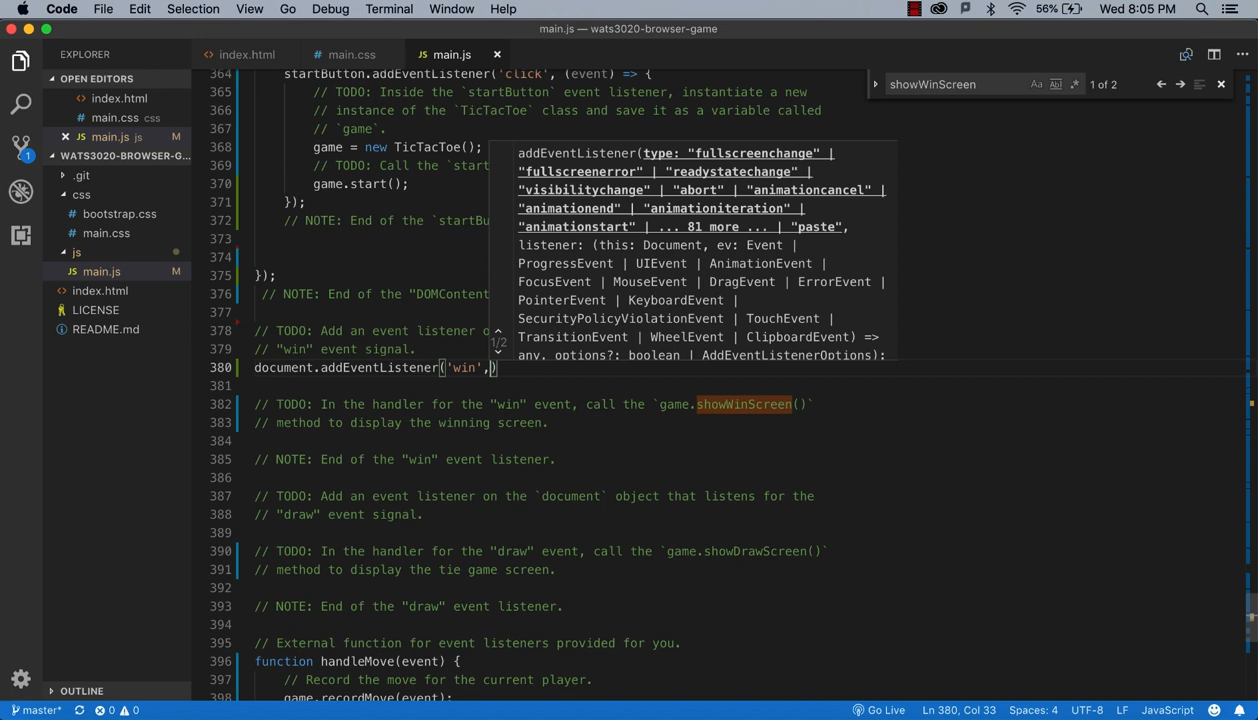 Code File Edit Selection View Go Debug Terminal Window Help 56% Wed 8:05 PM
main.js — wats3020-browser-game
EXPLORER
index.html
main.css
JS main.js
OPEN EDITORS
index.html
main.css css
JS main.js js M
WATS3020-BROWSER-G...
.git
css
bootstrap.css
main.css
js
JS main.js M
index.html
LICENSE
README.md
OUTLINE
showWinScreen Aa Abl .* 1 of 2
364 startButton.addEventListener('click', (event) => {
365 // TODO: Inside the `startButton` event listener, instantiate a new
366 // instance of the `TicTacToe` class and save it as a variable called
367 // `game`.
368 game = new TicTacToe();
369 // TODO: Call the `start
370 game.start();
371 });
372 // NOTE: End of the `startBu
373
374
375 });
376 // NOTE: End of the "DOMContent
377
378 // TODO: Add an event listener o
379 // "win" event signal.
380 document.addEventListener('win',)
381
382 // TODO: In the handler for the "win" event, call the `game.showWinScreen()`
383 // method to display the winning screen.
384
385 // NOTE: End of the "win" event listener.
386
387 // TODO: Add an event listener on the `document` object that listens for the
388 // "draw" event signal.
389
390 // TODO: In the handler for the "draw" event, call the `game.showDrawScreen()`
391 // method to display the tie game screen.
392
393 // NOTE: End of the "draw" event listener.
394
395 // External function for event listeners provided for you.
396 function handleMove(event) {
397 // Record the move for the current player.
398 game.recordMove(event);
1/2
addEventListener(type: "fullscreenchange" |
"fullscreenerror" | "readystatechange" |
"visibilitychange" | "abort" | "animationcancel" |
"animationend" | "animationiteration" |
"animationstart" | ... 81 more ... | "paste",
listener: (this: Document, ev: Event |
ProgressEvent | UIEvent | AnimationEvent |
FocusEvent | MouseEvent | DragEvent | ErrorEvent |
PointerEvent | KeyboardEvent |
SecurityPolicyViolationEvent | TouchEvent |
TransitionEvent | WheelEvent | ClipboardEvent) =>
any, options?: boolean | AddEventListenerOptions):
1
master* 0 0 Go Live Ln 380, Col 33 Spaces: 4 UTF-8 LF JavaScript